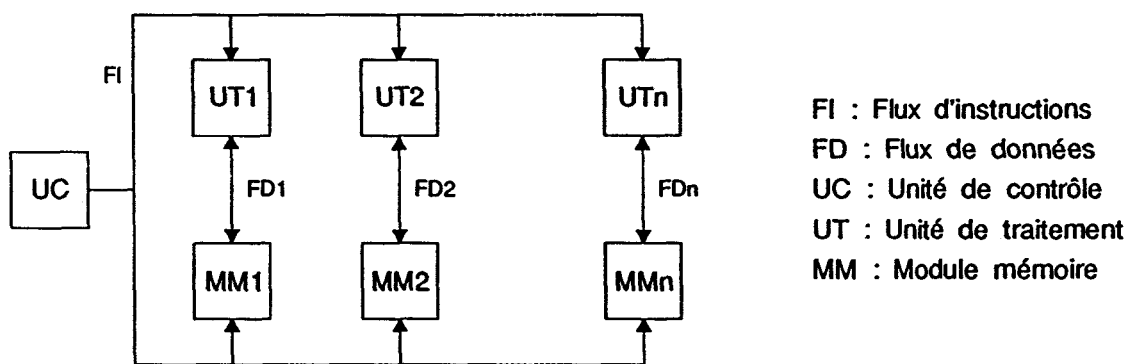 FI
UT1
UT2
UTn
UC
FD1
FD2
FDn
MM1
MM2
MMn
FI : Flux d'instructions
FD : Flux de données
UC : Unité de contrôle
UT : Unité de traitement
MM : Module mémoire